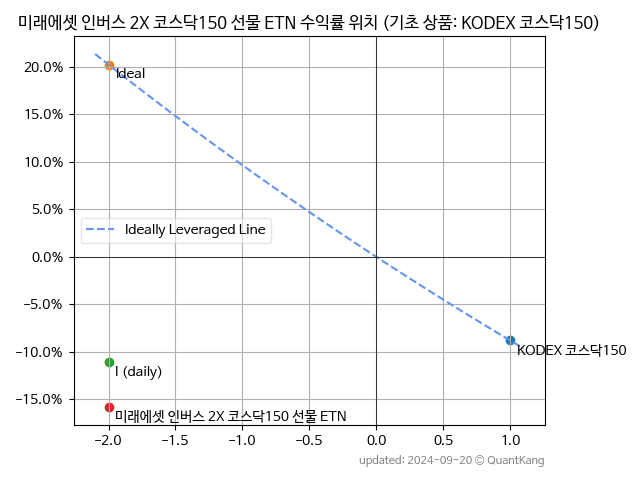 미래에셋 인버스 2X 코스닥150 선물 ETN 수익률 위치 (기초 상품: KODEX 코스닥150)
20.0%
15.0%
10.0%
5.0%
0.0%
−5.0%
−10.0%
−15.0%
Ideal
Ideally Leveraged Line
KODEX 코스닥150
I (daily)
미래에셋 인버스 2X 코스닥150 선물 ETN
−2.0 −1.5 −1.0 −0.5 0.0 0.5 1.0
updated: 2024-09-20 © QuantKang